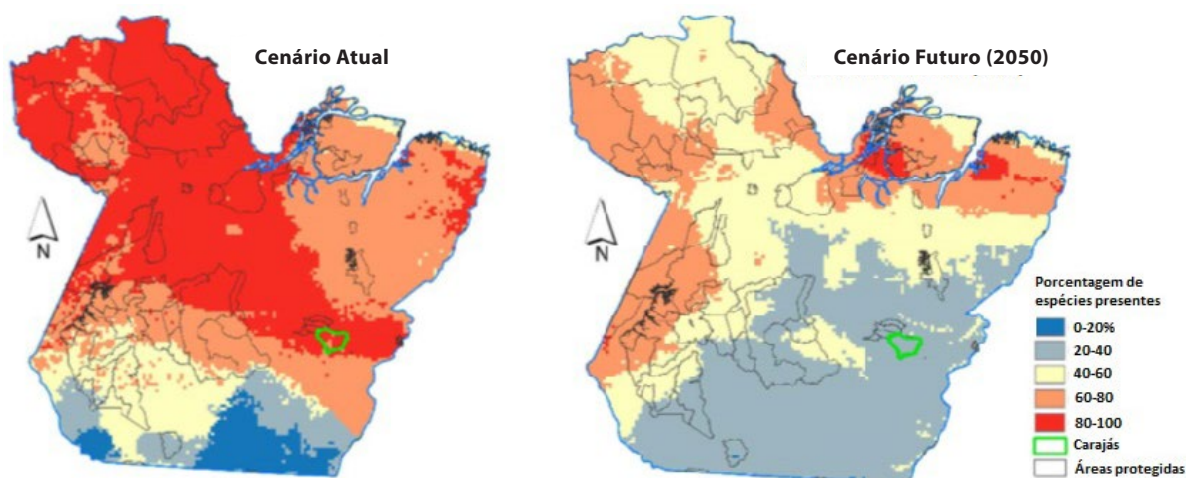 Cenário Atual
Cenário Futuro (2050)
N
N
Porcentagem de
espécies presentes
0-20%
20-40
40-60
60-80
80-100
Carajás
Áreas protegidas